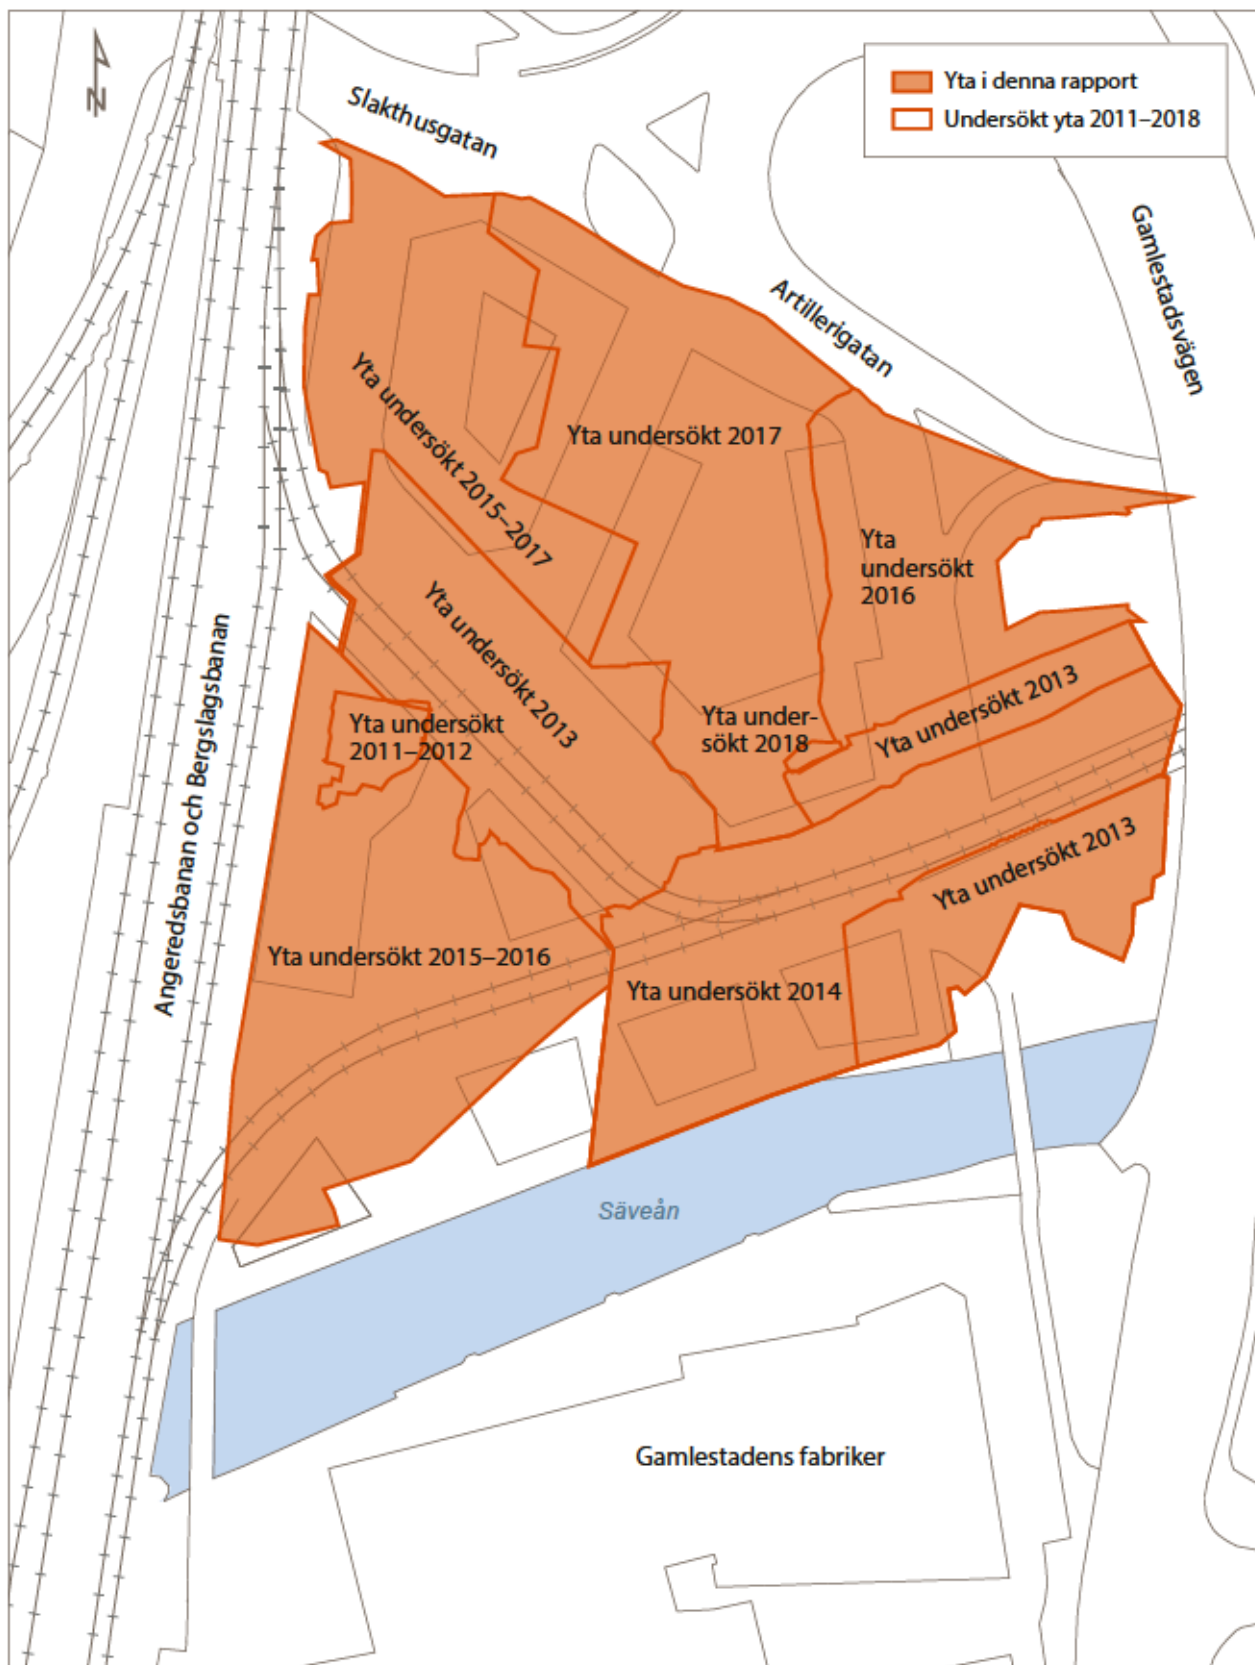 N
Yta i denna rapport
Undersökt yta 2011–2018
Slakthusgatan
Gamlestadsvägen
Artillerigatan
Yta undersökt 2015–2017
Yta undersökt 2017
Yta
undersökt
2016
Yta undersökt 2013
Yta undersökt 2013
Yta under-
sökt 2018
Yta undersökt
2011–2012
Angeredsbanan och Bergslagsbanan
Yta undersökt 2013
Yta undersökt 2015–2016
Yta undersökt 2014
Säveån
Gamlestadens fabriker